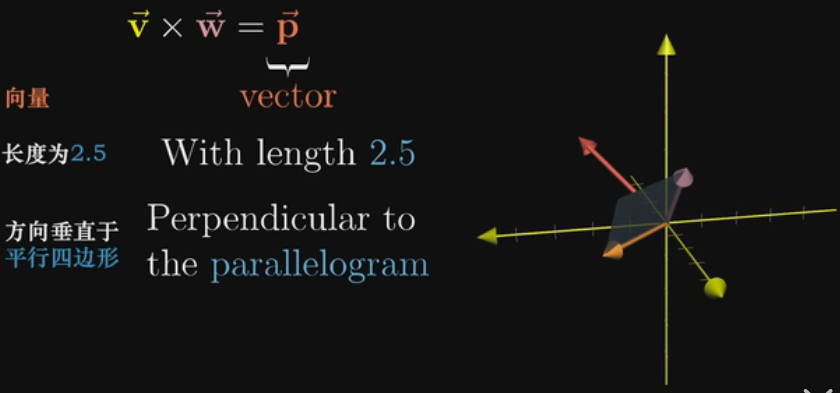 v⃗ × w⃗ = p⃗
向量
vector
长度为2.5
With length 2.5
方向垂直于
平行四边形
Perpendicular to
the parallelogram